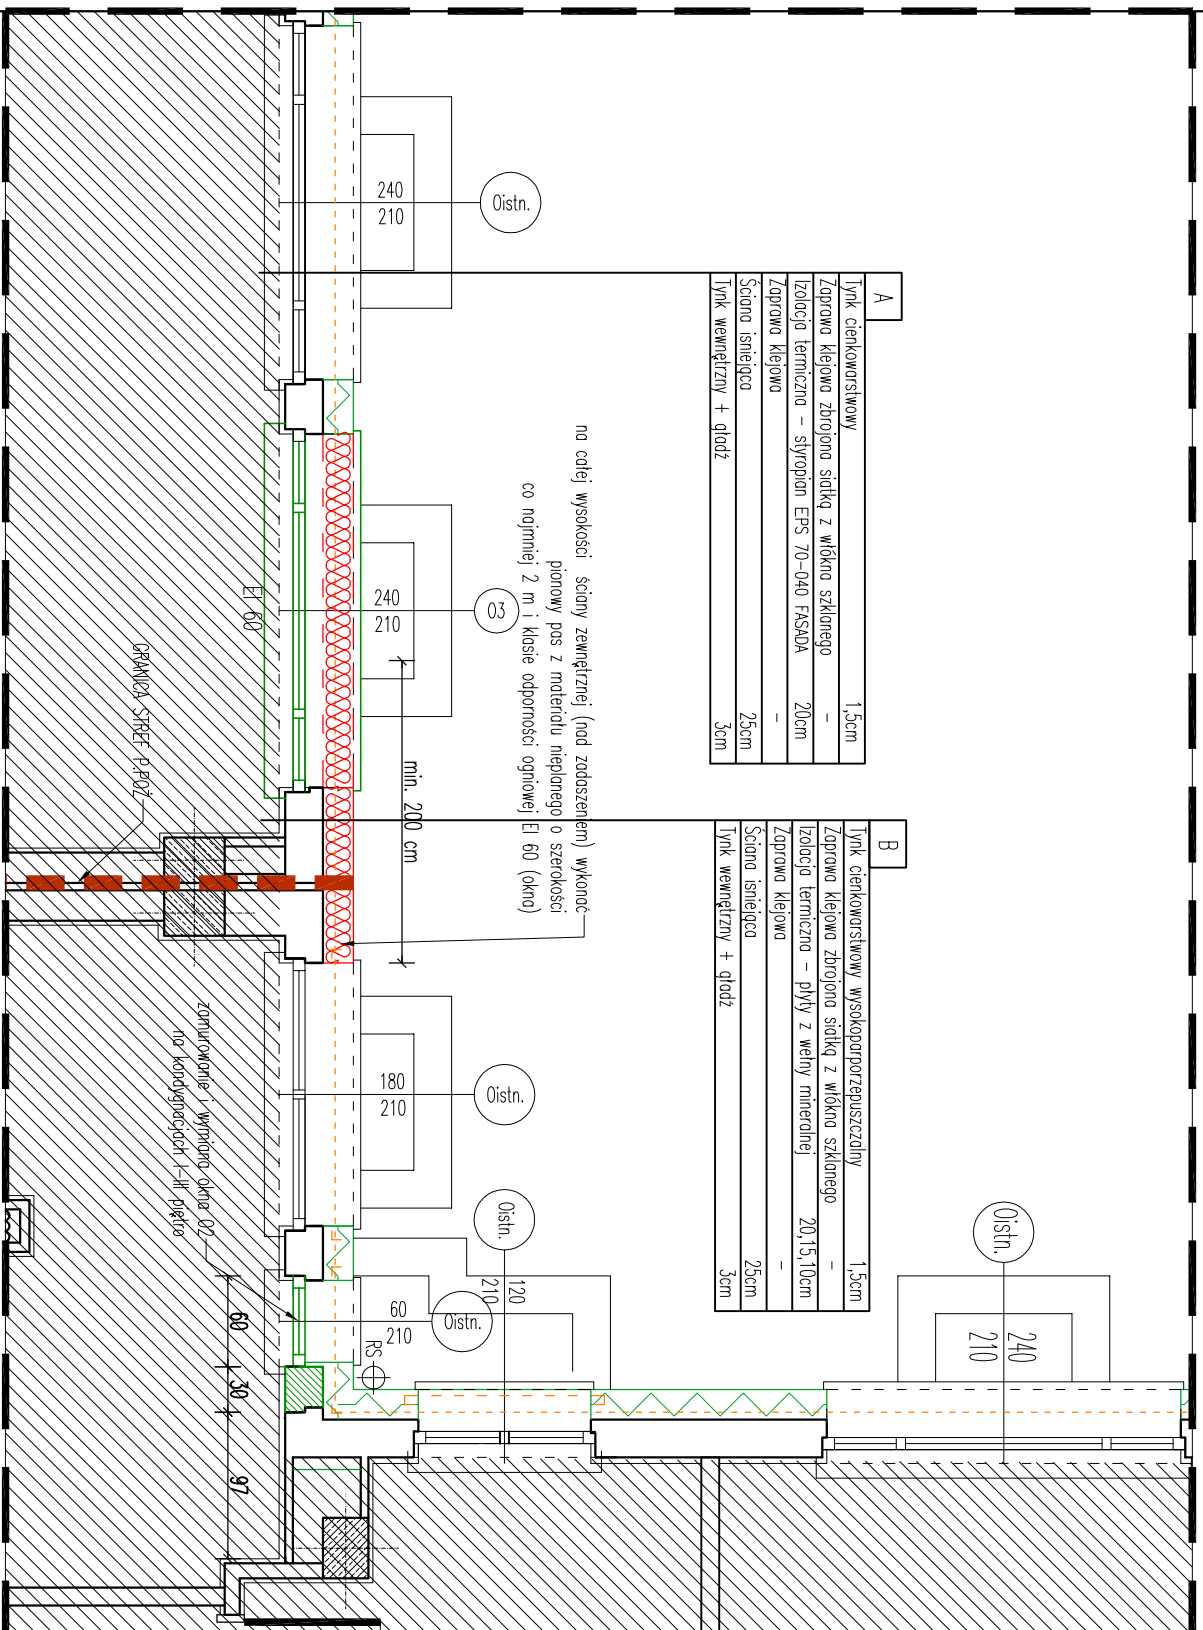 A
Tynk cienkowarstwowy 1,5cm
Zaprawa klejowa zbrojona siatką z włókna szklanego -
Izolacja termiczna - styropian EPS 70-040 FASADA 20cm
Zaprawa klejowa -
Ściana isniejąca 25cm
Tynk wewnętrzny + gładź 3cm
B
Tynk cienkowarstwowy wysokoparporzepuszczalny 1,5cm
Zaprawa klejowa zbrojona siatką z włókna szklanego -
Izolacja termiczna - płyty z wełny mineralnej 20,15,10cm
Zaprawa klejowa -
Ściana isniejąca 25cm
Tynk wewnętrzny + gładź 3cm
na całej wysokości ściany zewnętrznej (nad zadaszeniem) wykonać
pionowy pas z materiału nieplanego o szerokości
co najmniej 2 m i klasie odporności ogniowej EI 60 (okna)
Oistn.
240
210
03
240
210
min. 200 cm
Oistn.
180
210
Oistn.
120
210
Oistn.
60
210
Oistn.
240
210
RS
EI 60
GRANICA STREF P.POŻ
zamurowanie i wymiana okna 02
na kondygnacjach I-III piętro
60
30
97